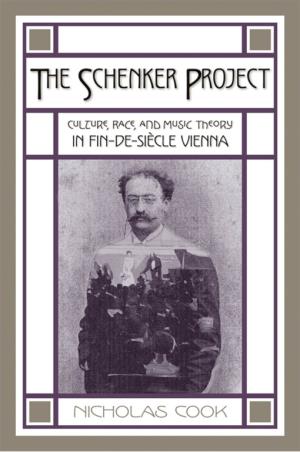 THE SCHENKER PROJECT
CULTURE, RACE, AND MUSIC THEORY
IN FIN-DE-SIÈCLE VIENNA
NICHOLAS COOK